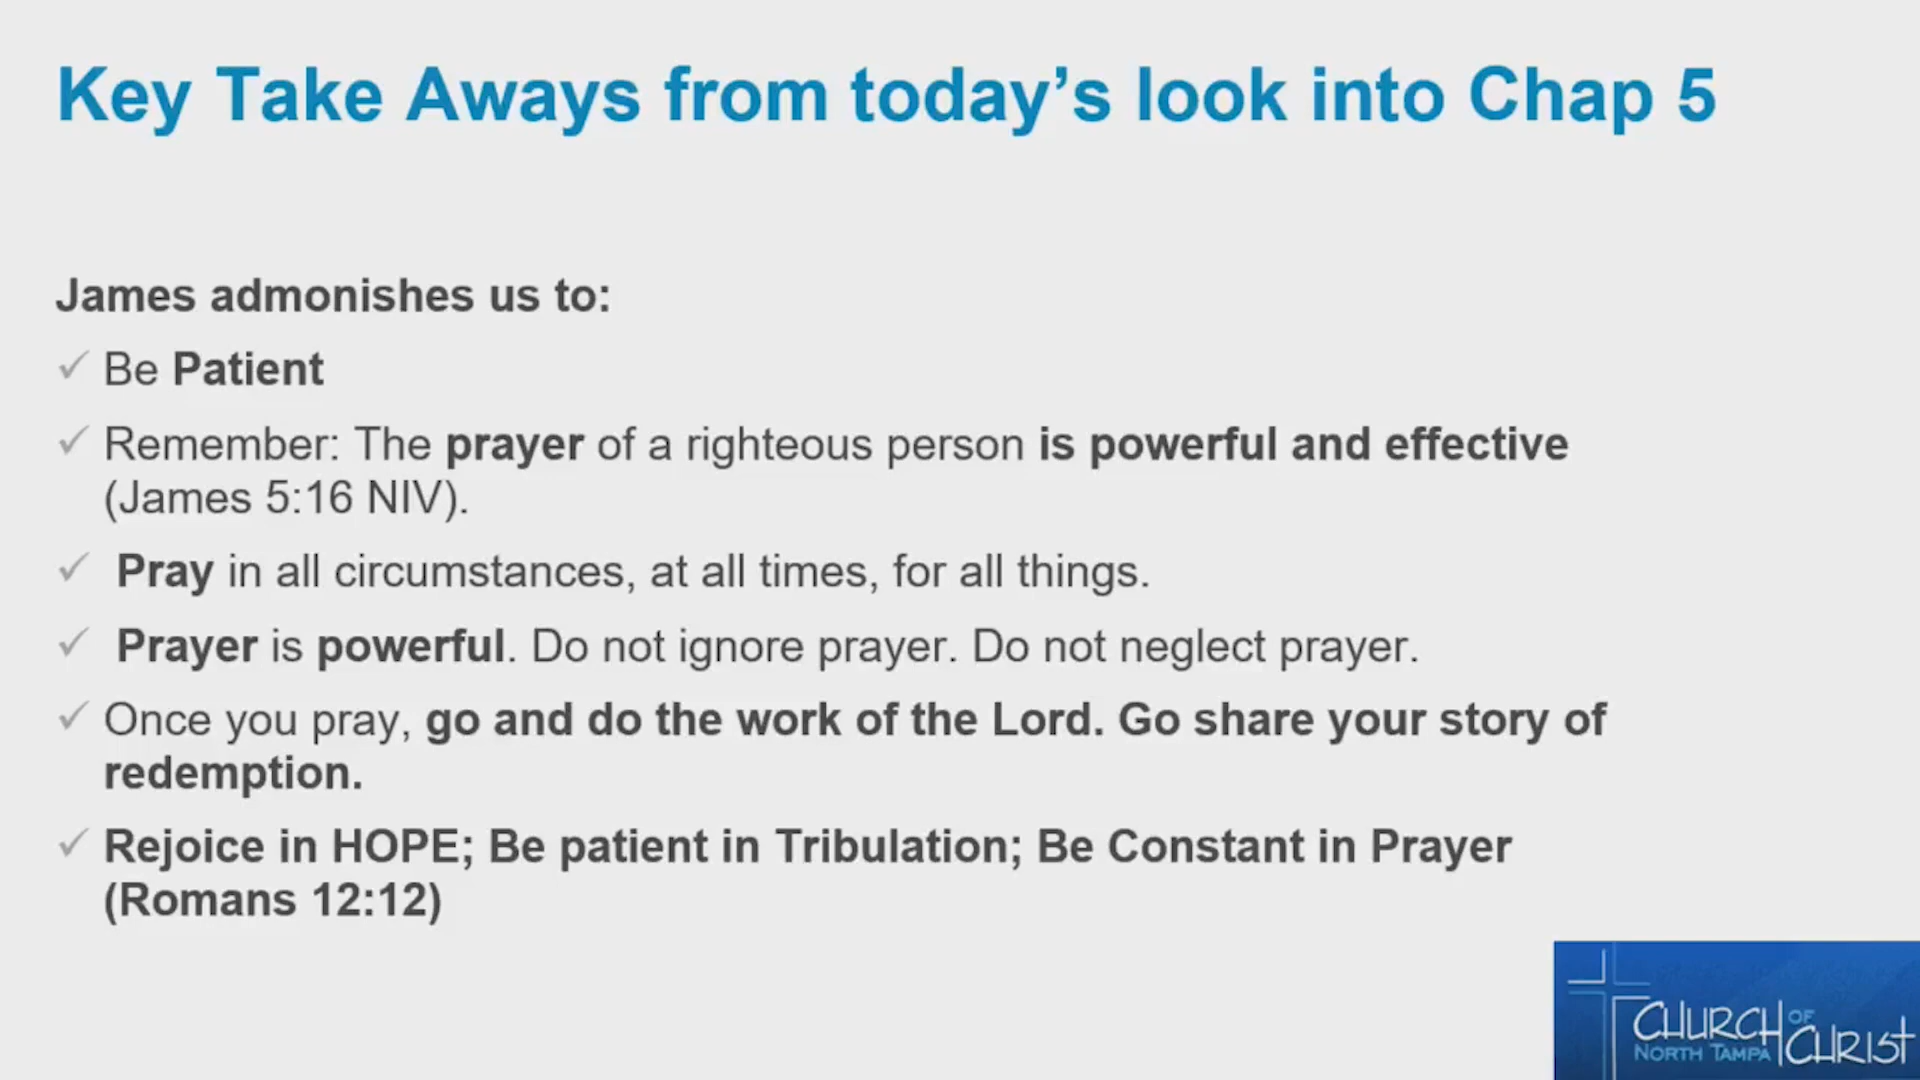 Key Take Aways from today's look into Chap 5
James admonishes us to:
✓ Be Patient
✓ Remember: The prayer of a righteous person is powerful and effective
(James 5:16 NIV).
✓ Pray in all circumstances, at all times, for all things.
✓ Prayer is powerful. Do not ignore prayer. Do not neglect prayer.
✓ Once you pray, go and do the work of the Lord. Go share your story of
redemption.
✓ Rejoice in HOPE; Be patient in Tribulation; Be Constant in Prayer
(Romans 12:12)
CHURCH OF CHRIST
NORTH TAMPA